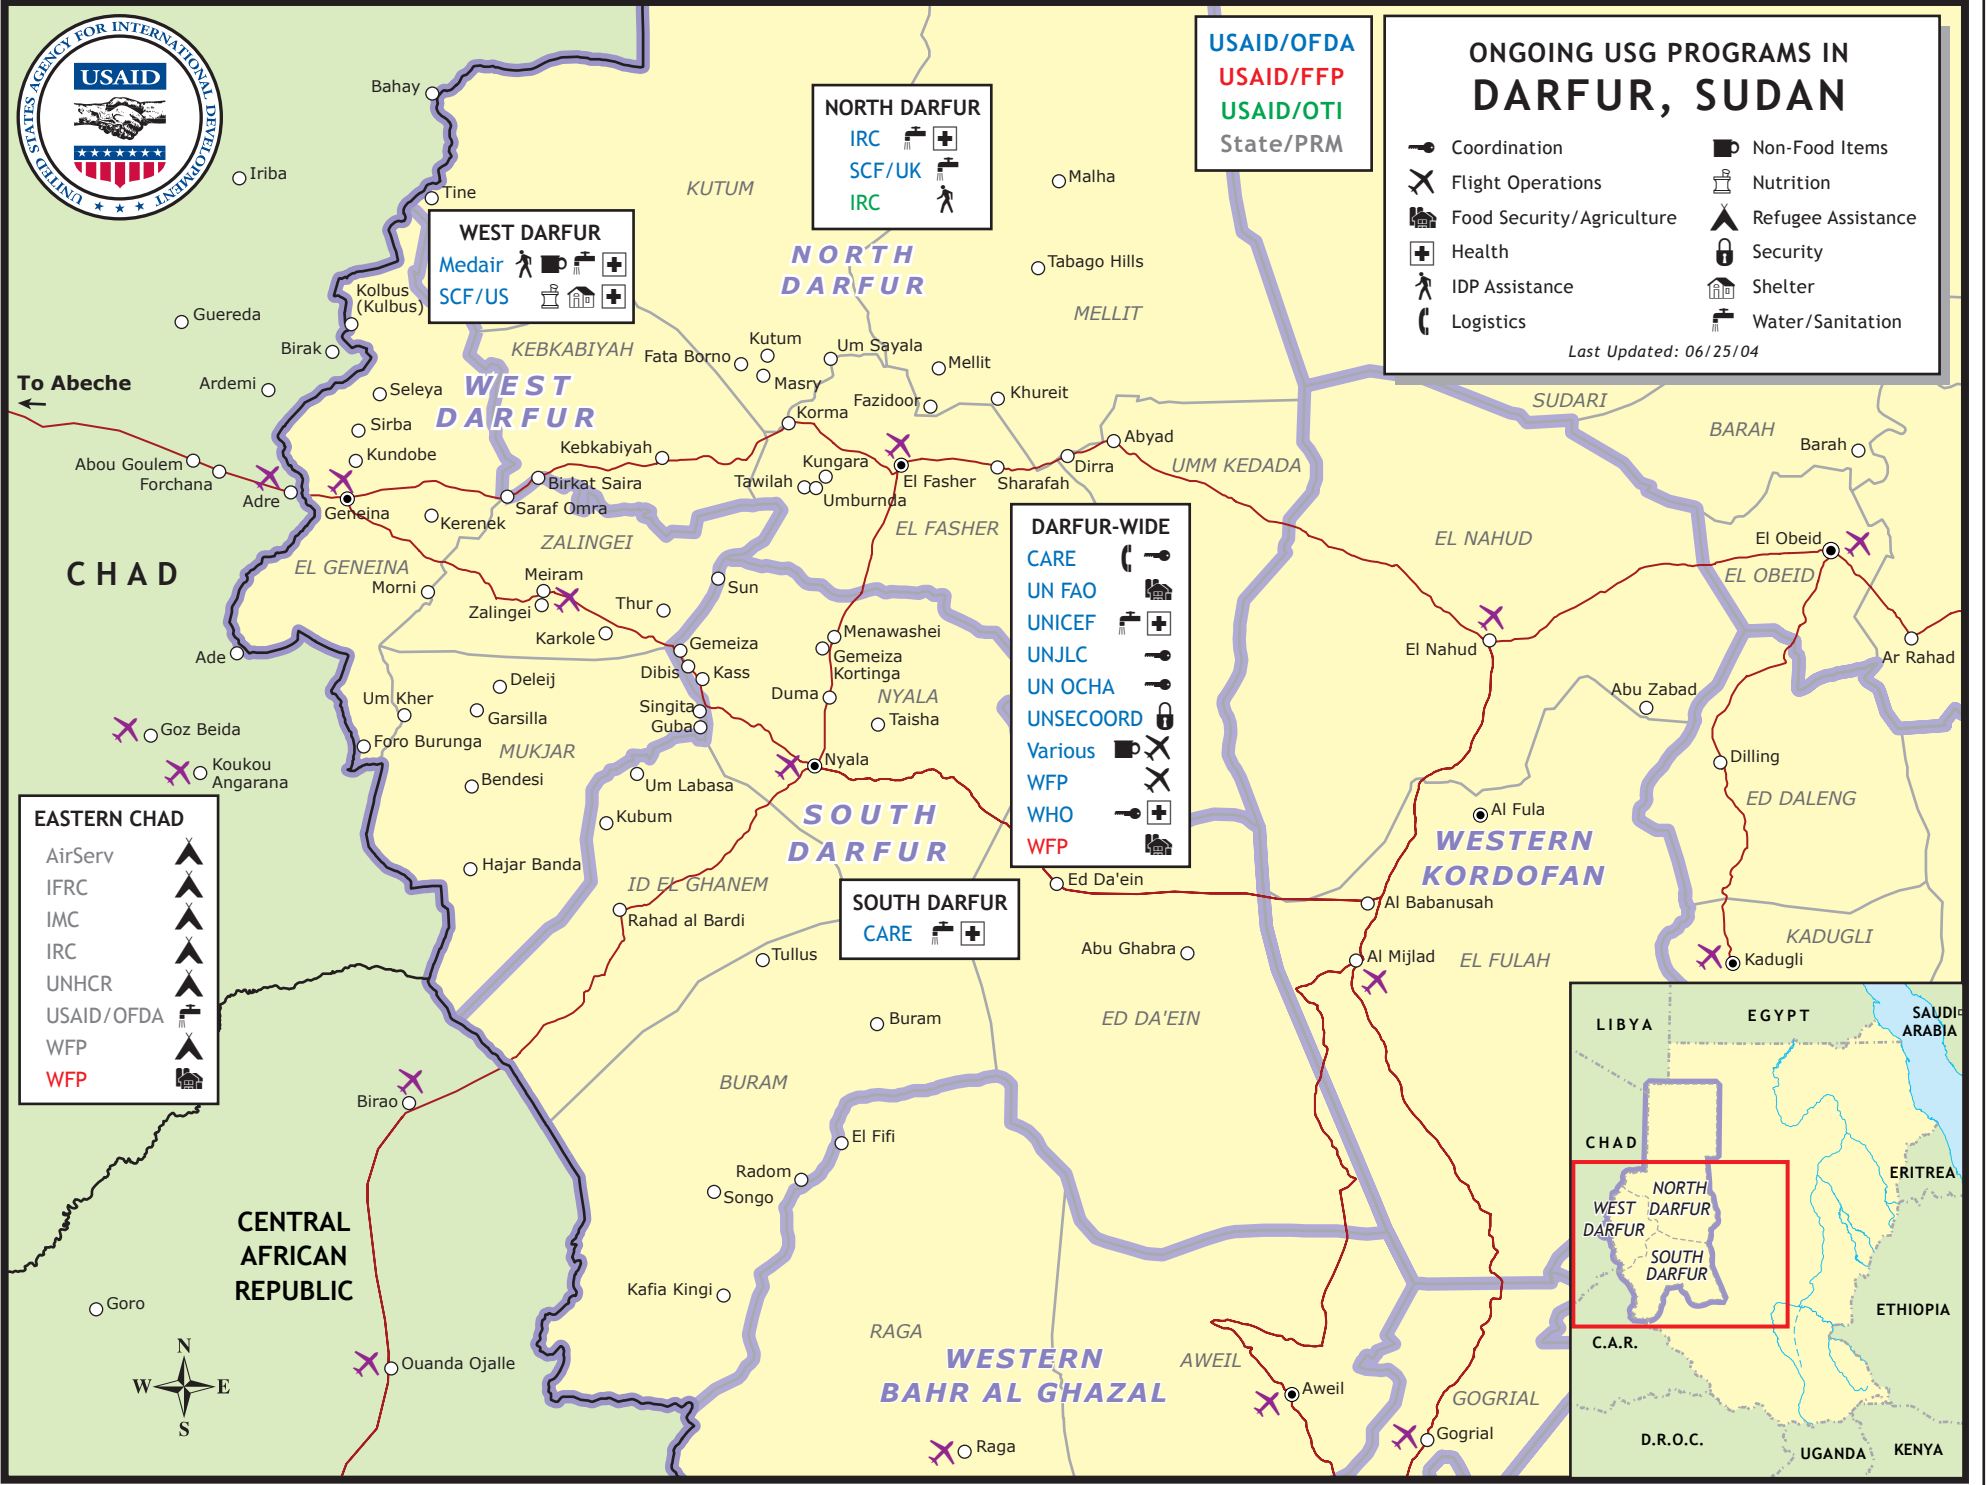 UNITED STATES AGENCY FOR INTERNATIONAL DEVELOPMENT
USAID
USAID/OFDA
USAID/FFP
USAID/OTI
State/PRM
ONGOING USG PROGRAMS IN
DARFUR, SUDAN
Coordination
Flight Operations
Food Security/Agriculture
Health
IDP Assistance
Logistics
Non-Food Items
Nutrition
Refugee Assistance
Security
Shelter
Water/Sanitation
Last Updated: 06/25/04
NORTH DARFUR
IRC
SCF/UK
IRC
WEST DARFUR
Medair
SCF/US
DARFUR-WIDE
CARE
UN FAO
UNICEF
UNJLC
UN OCHA
UNSECOORD
Various
WFP
WHO
WFP
SOUTH DARFUR
CARE
EASTERN CHAD
AirServ
IFRC
IMC
IRC
UNHCR
USAID/OFDA
WFP
WFP
Bahay
Iriba
Tine
KUTUM
Malha
NORTH
DARFUR
Tabago Hills
MELLIT
Kolbus
(Kulbus)
Guereda
Birak
KEBKABIYAH
Fata Borno
Kutum
Um Sayala
Mellit
Masry
To Abeche
Ardemi
Seleya
WEST
DARFUR
Khureit
Fazidoor
Korma
SUDARI
BARAH
Barah
Sirba
Kundobe
Kebkabiyah
Abyad
Dirra
UMM KEDADA
Abou Goulem
Forchana
Adre
Geneina
Birkat Saira
Saraf Omra
Kungara
Tawilah
Umburnda
El Fasher
Sharafah
Kerenek
EL FASHER
ZALINGEI
EL NAHUD
El Obeid
EL OBEID
CHAD
EL GENEINA
Morni
Meiram
Zalingei
Thur
Sun
Karkole
Menawashei
Gemeiza
Gemeiza
Kortinga
El Nahud
Ar Rahad
Ade
Dibis
Kass
Deleij
Duma
NYALA
Taisha
Abu Zabad
Um Kher
Garsilla
Singita
Guba
Goz Beida
Foro Burunga
MUKJAR
Nyala
Dilling
Koukou
Angarana
Bendesi
Um Labasa
ED DALENG
Kubum
SOUTH
DARFUR
Al Fula
WESTERN
KORDOFAN
Hajar Banda
ID EL GHANEM
Ed Da'ein
Al Babanusah
Rahad al Bardi
KADUGLI
Kadugli
Tullus
Abu Ghabra
Al Mijlad
EL FULAH
Buram
ED DA'EIN
BURAM
Birao
El Fifi
Radom
Songo
CENTRAL
AFRICAN
REPUBLIC
Kafia Kingi
Goro
RAGA
WESTERN
BAHR AL GHAZAL
AWEIL
Aweil
GOGRIAL
Gogrial
Ouanda Ojalle
Raga
N
W
E
S
LIBYA
EGYPT
SAUDI
ARABIA
CHAD
ERITREA
NORTH
DARFUR
WEST
DARFUR
SOUTH
DARFUR
ETHIOPIA
C.A.R.
D.R.O.C.
UGANDA
KENYA